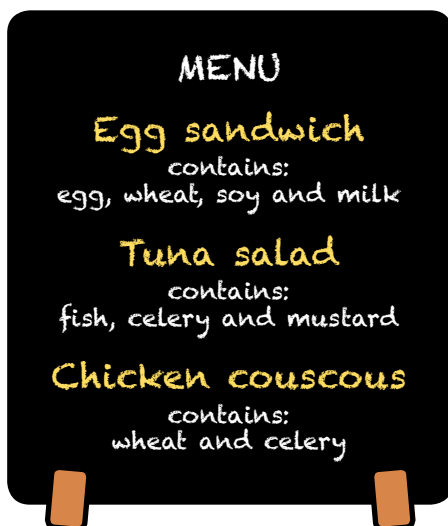 MENU
Egg sandwich
contains:
egg, wheat, soy and milk
Tuna salad
contains:
fish, celery and mustard
Chicken couscous
contains:
wheat and celery